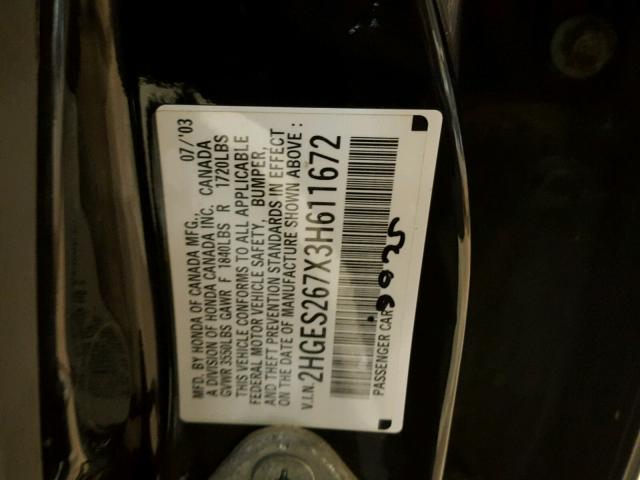 MFD. BY HONDA OF CANADA MFG., 07/'03
A DIVISION OF HONDA CANADA INC, CANADA
GVWR 3550LBS GAWR F 1840LBS R 1720LBS
THIS VEHICLE CONFORMS TO ALL APPLICABLE
FEDERAL MOTOR VEHICLE SAFETY, BUMPER,
AND THEFT PREVENTION STANDARDS IN EFFECT
ON THE DATE OF MANUFACTURE SHOWN ABOVE :
V.I.N. 2HGES267X3H611672
PASSENGER CAR